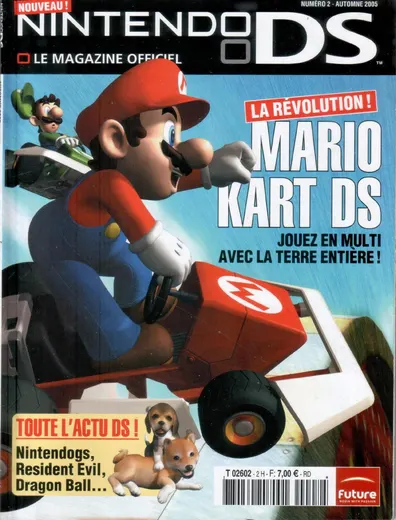 NOUVEAU !
NUMÉRO 2 - AUTOMNE 2005
NINTENDO DS
TM
LE MAGAZINE OFFICIEL
LA RÉVOLUTION !
MARIO
KART DS
JOUEZ EN MULTI
AVEC LA TERRE ENTIÈRE !
M
L
TOUTE L'ACTU DS !
Nintendogs,
Resident Evil,
Dragon Ball...
T 02602 - 2 H - F: 7,00 € - RD
Future